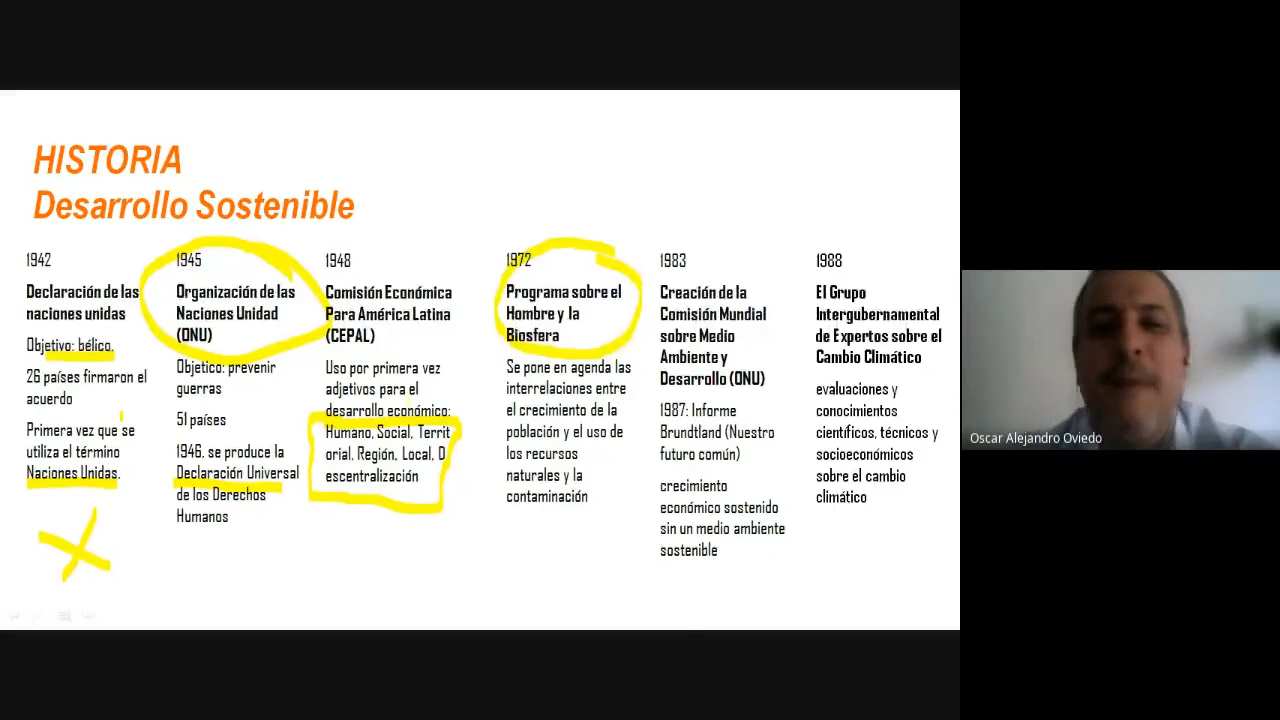 HISTORIA
Desarrollo Sostenible
1942
Declaración de las
naciones unidas
Objetivo: bélico.
26 países firmaron el
acuerdo
Primera vez que se
utiliza el término
Naciones Unidas.
1945
Organización de las
Naciones Unidad
(ONU)
Objetico: prevenir
guerras
51 países
1946. se produce la
Declaración Universal
de los Derechos
Humanos
1948
Comisión Económica
Para América Latina
(CEPAL)
Uso por primera vez
adjetivos para el
desarrollo económico:
Humano, Social, Territ
orial, Región, Local, D
escentralización
1972
Programa sobre el
Hombre y la
Biosfera
Se pone en agenda las
interrelaciones entre
el crecimiento de la
población y el uso de
los recursos
naturales y la
contaminación
1983
Creación de la
Comisión Mundial
sobre Medio
Ambiente y
Desarrollo (ONU)
1987: Informe
Brundtland (Nuestro
futuro común)
crecimiento
económico sostenido
sin un medio ambiente
sostenible
1988
El Grupo
Intergubernamental
de Expertos sobre el
Cambio Climático
evaluaciones y
conocimientos
científicos, técnicos y
socioeconómicos
sobre el cambio
climático
Oscar Alejandro Oviedo